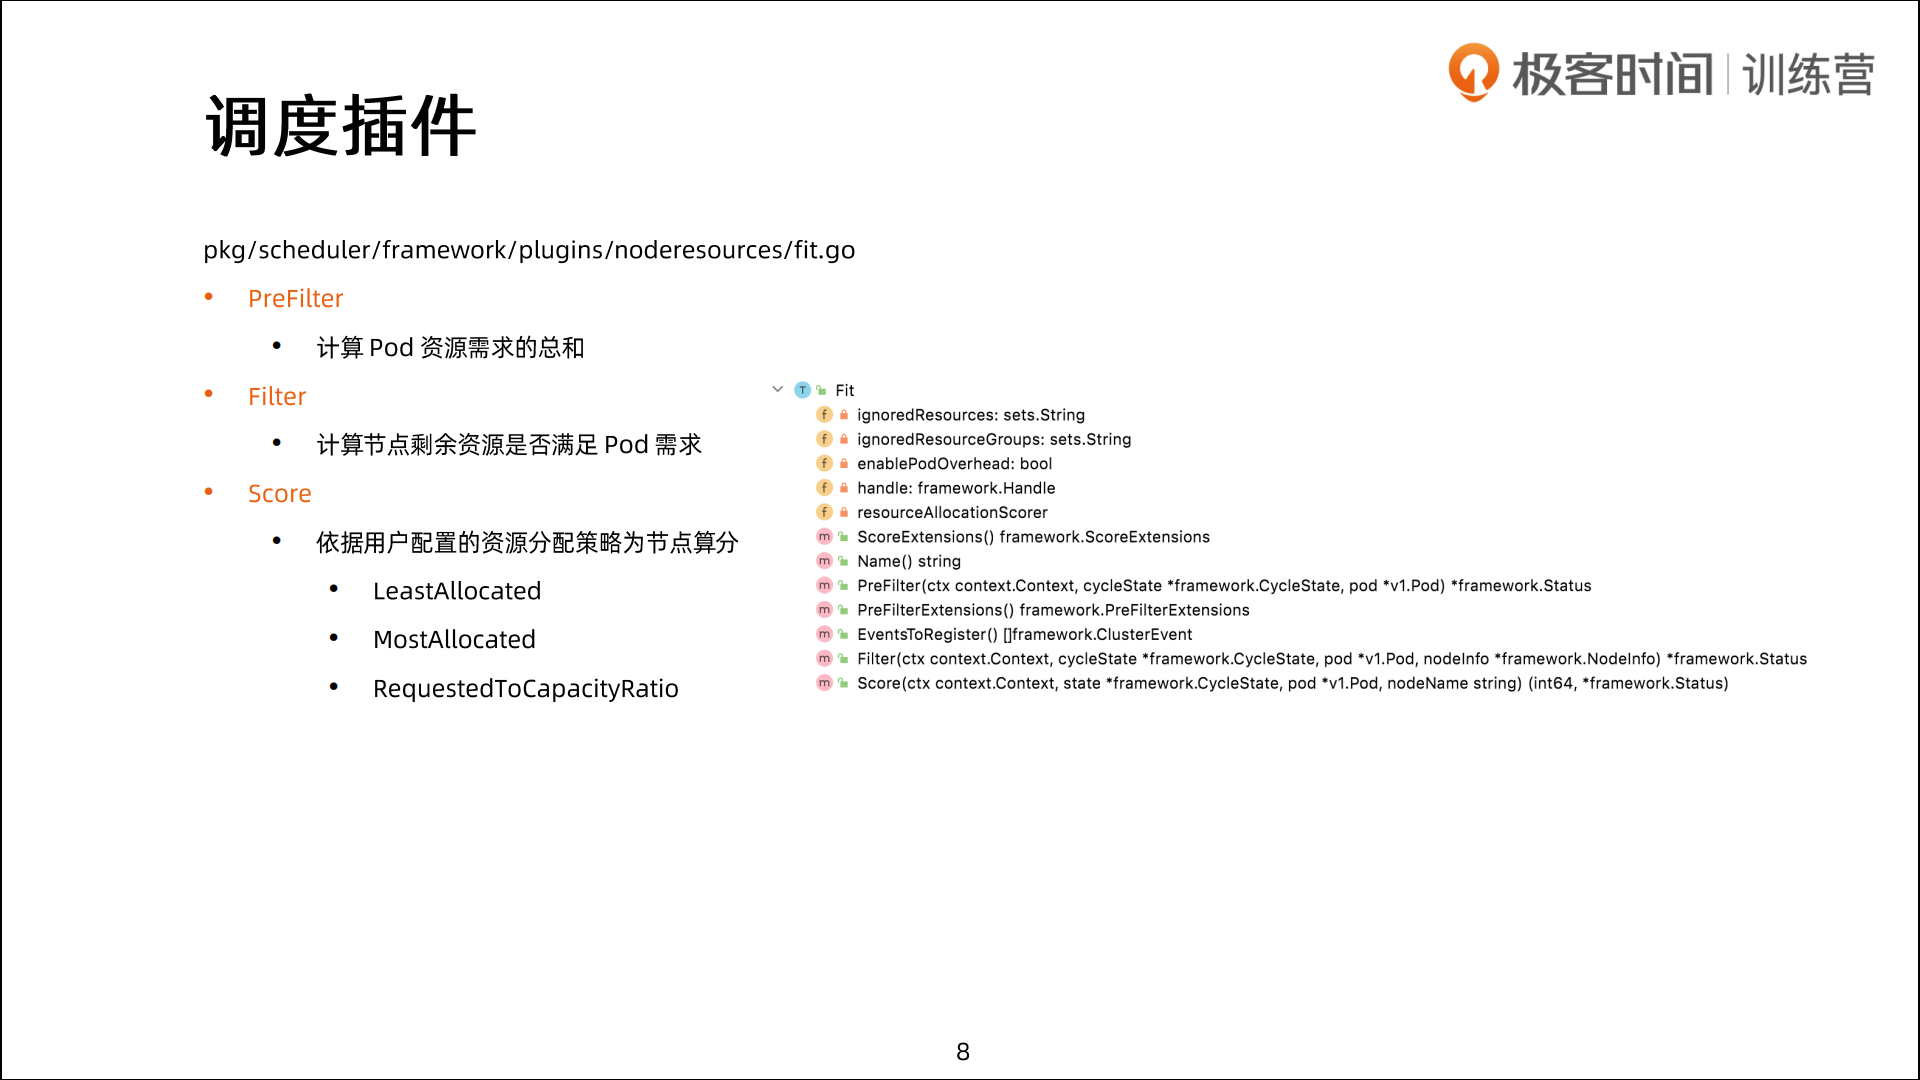 极客时间 | 训练营
调度插件
pkg/scheduler/framework/plugins/noderesources/fit.go
• PreFilter
• 计算 Pod 资源需求的总和
• Filter
• 计算节点剩余资源是否满足 Pod 需求
• Score
• 依据用户配置的资源分配策略为节点算分
• LeastAllocated
• MostAllocated
• RequestedToCapacityRatio
T Fit
f ignoredResources: sets.String
f ignoredResourceGroups: sets.String
f enablePodOverhead: bool
f handle: framework.Handle
f resourceAllocationScorer
m ScoreExtensions() framework.ScoreExtensions
m Name() string
m PreFilter(ctx context.Context, cycleState *framework.CycleState, pod *v1.Pod) *framework.Status
m PreFilterExtensions() framework.PreFilterExtensions
m EventsToRegister() []framework.ClusterEvent
m Filter(ctx context.Context, cycleState *framework.CycleState, pod *v1.Pod, nodeInfo *framework.NodeInfo) *framework.Status
m Score(ctx context.Context, state *framework.CycleState, pod *v1.Pod, nodeName string) (int64, *framework.Status)
8